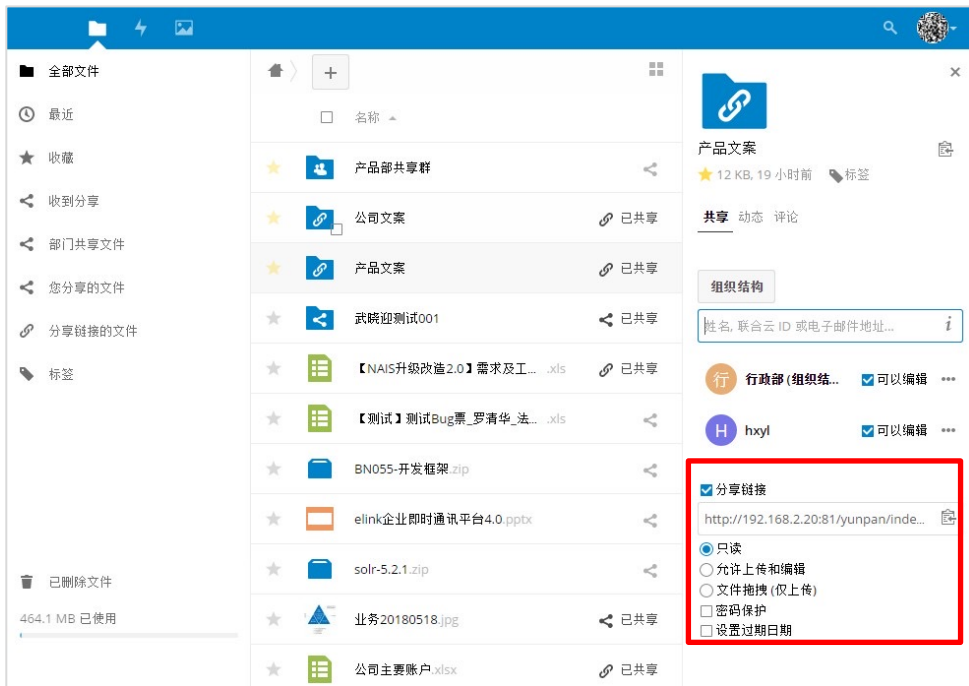 全部文件
最近
收藏
收到分享
部门共享文件
您分享的文件
分享链接的文件
标签
已删除文件
464.1 MB 已使用
名称
产品部共享群
公司文案 已共享
产品文案 已共享
武晓迎测试001 已共享
【NAIS升级改造2.0】需求及工... .xls 已共享
【测试】测试Bug票_罗清华_法... .xls
BN055-开发框架.zip
elink企业即时通讯平台4.0.pptx
solr-5.2.1.zip
业务20180518.jpg 已共享
公司主要账户.xlsx 已共享
产品文案
12 KB, 19 小时前 标签
共享 动态 评论
组织结构
姓名, 联合云 ID 或电子邮件地址...
行 行政部 (组织结... 可以编辑
H hxyl 可以编辑
分享链接
http://192.168.2.20:81/yunpan/inde...
只读
允许上传和编辑
文件拖拽 (仅上传)
密码保护
设置过期日期